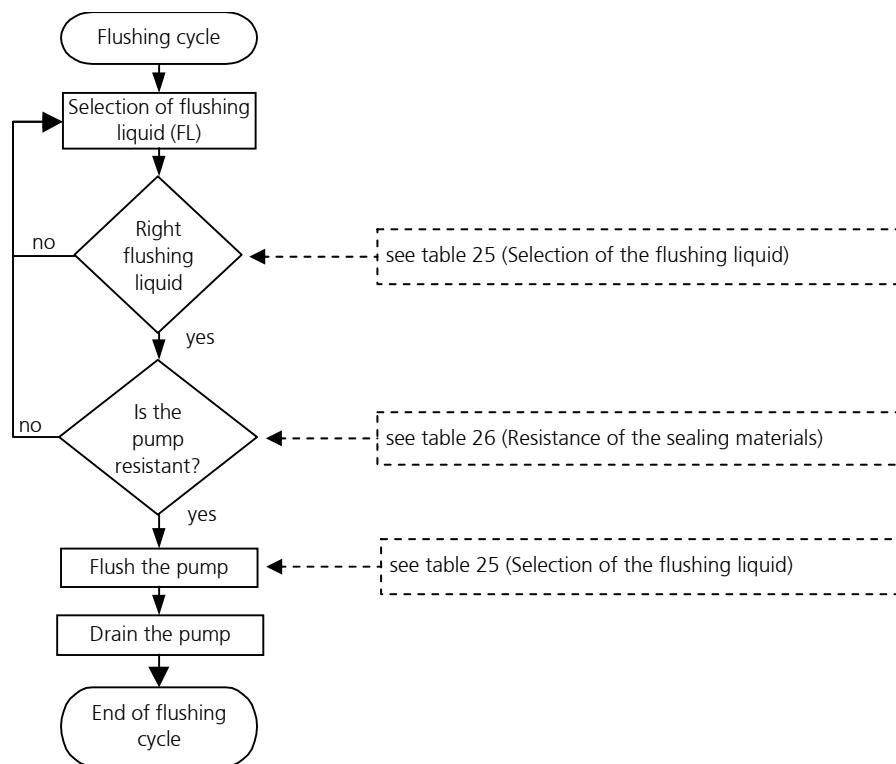 Flushing cycle
Selection of flushing
liquid (FL)
Right
flushing
liquid
no
see table 25 (Selection of the flushing liquid)
yes
Is the
pump
resistant?
no
see table 26 (Resistance of the sealing materials)
yes
Flush the pump
see table 25 (Selection of the flushing liquid)
Drain the pump
End of flushing
cycle